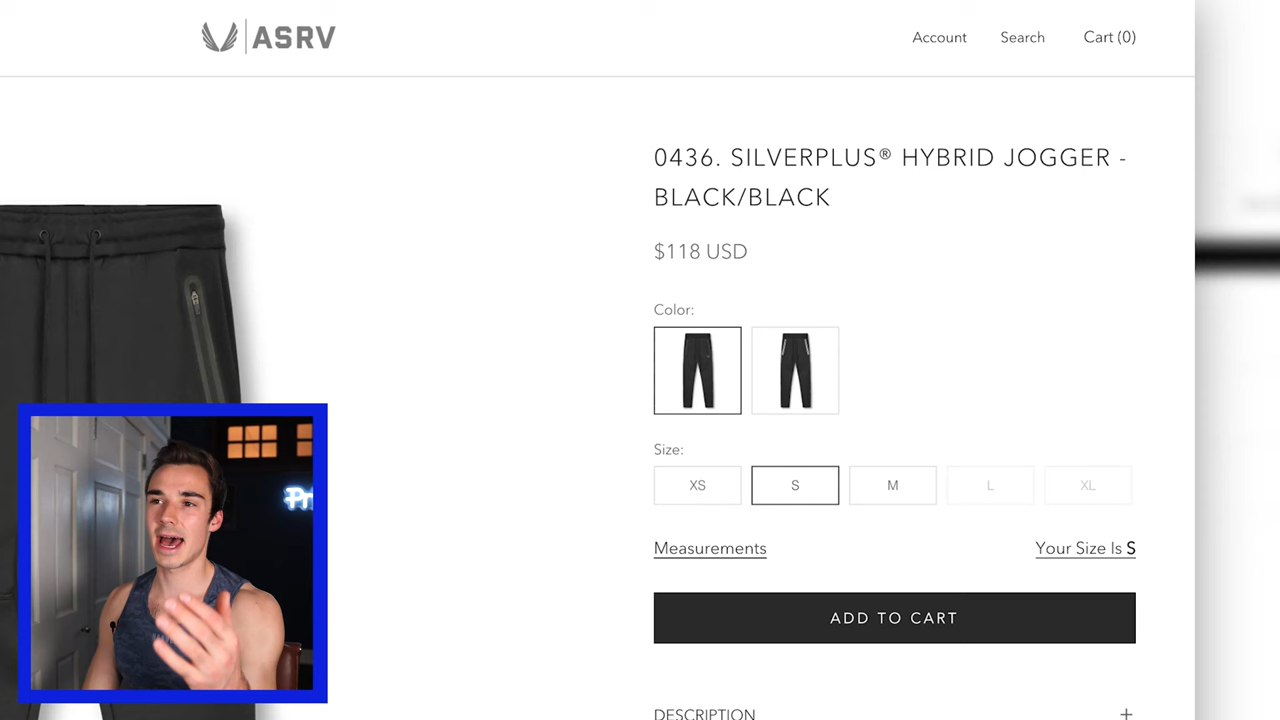 ASRV
Account
Search
Cart (0)
0436. SILVERPLUS® HYBRID JOGGER -
BLACK/BLACK
$118 USD
Color:
Size:
XS
S
M
L
XL
Measurements
Your Size Is S
ADD TO CART
DESCRIPTION
+